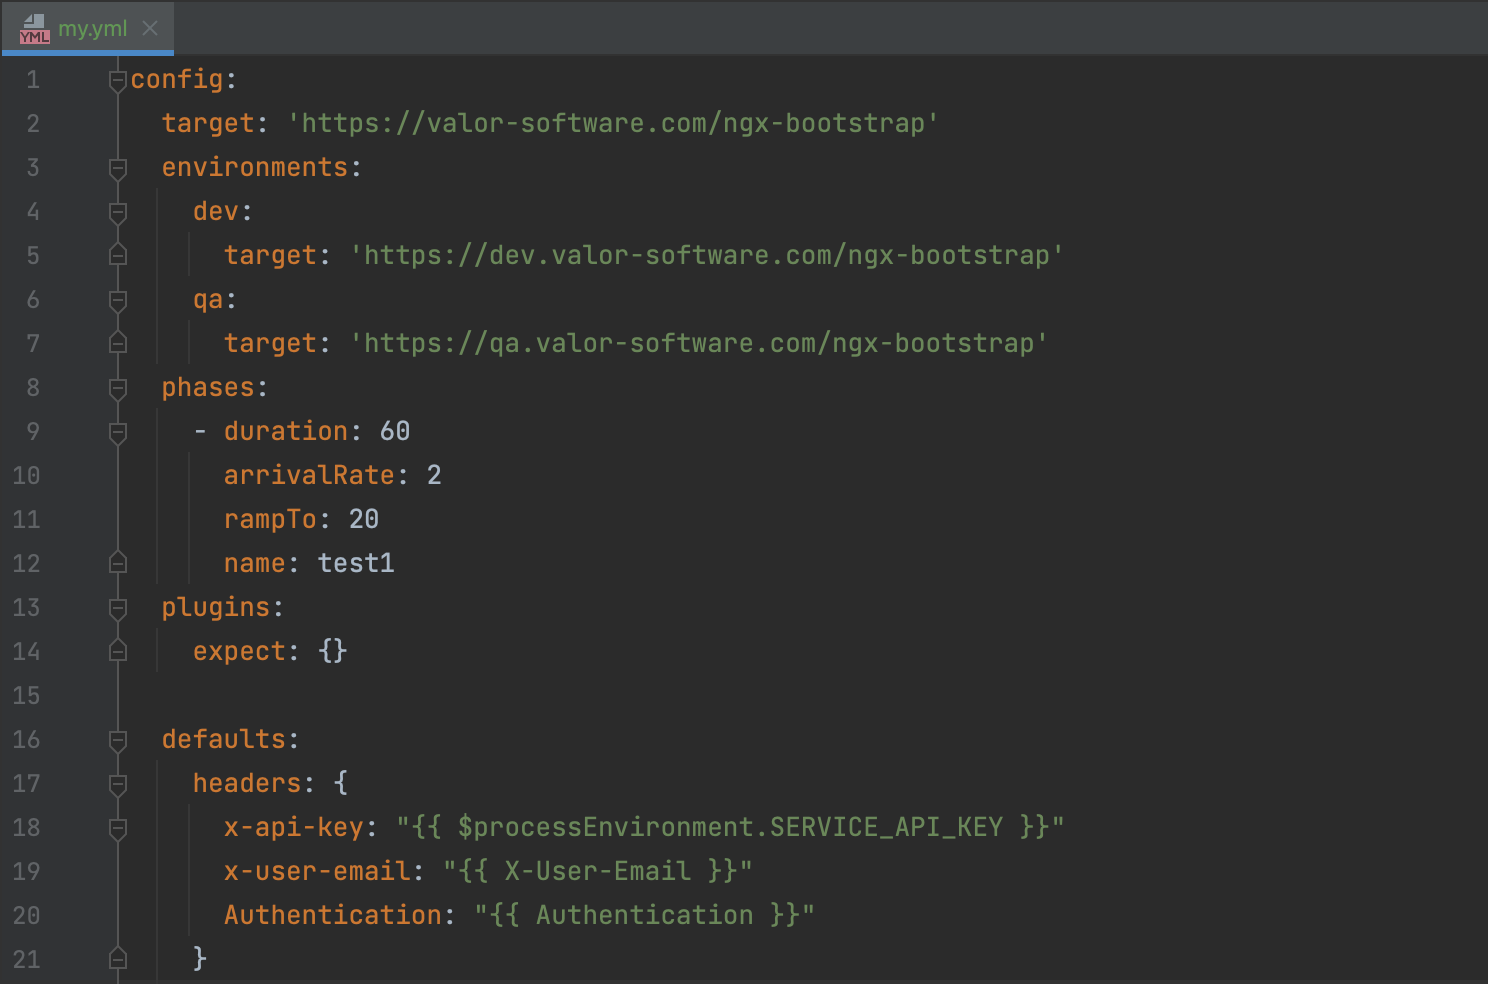 YML my.yml
1 config:
2   target: 'https://valor-software.com/ngx-bootstrap'
3   environments:
4     dev:
5       target: 'https://dev.valor-software.com/ngx-bootstrap'
6     qa:
7       target: 'https://qa.valor-software.com/ngx-bootstrap'
8   phases:
9     - duration: 60
10       arrivalRate: 2
11       rampTo: 20
12       name: test1
13   plugins:
14     expect: {}
15
16   defaults:
17     headers: {
18       x-api-key: "{{ $processEnvironment.SERVICE_API_KEY }}"
19       x-user-email: "{{ X-User-Email }}"
20       Authentication: "{{ Authentication }}"
21     }